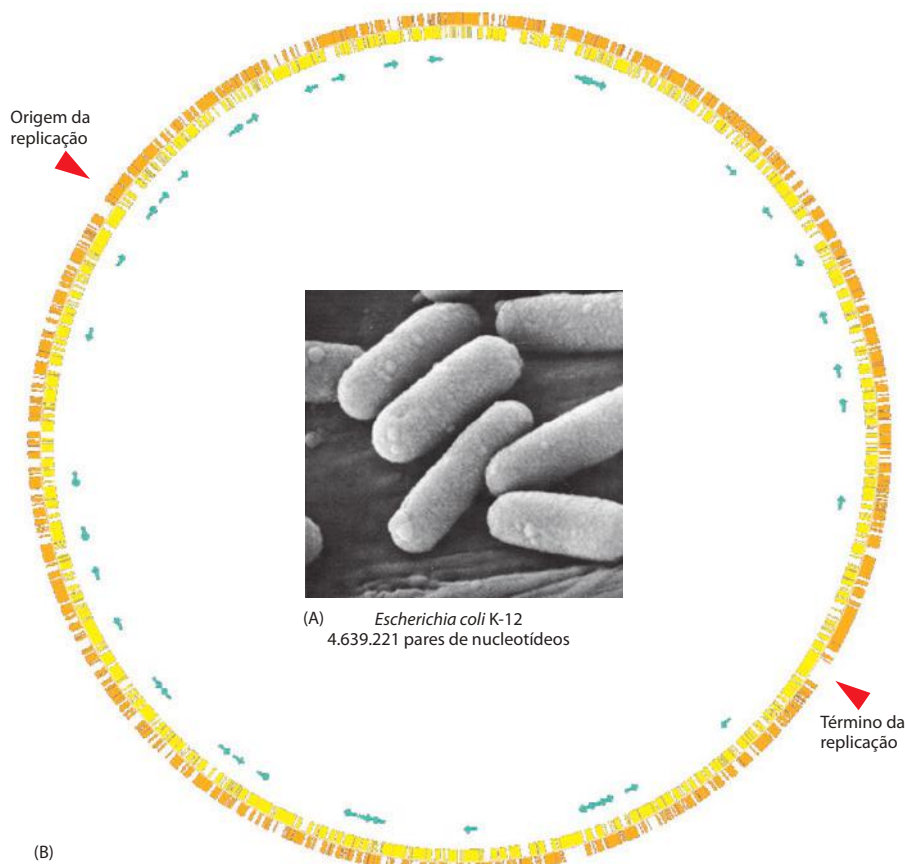 Origem da
replicação
(A) Escherichia coli K-12
4.639.221 pares de nucleotídeos
Término da
replicação
(B)